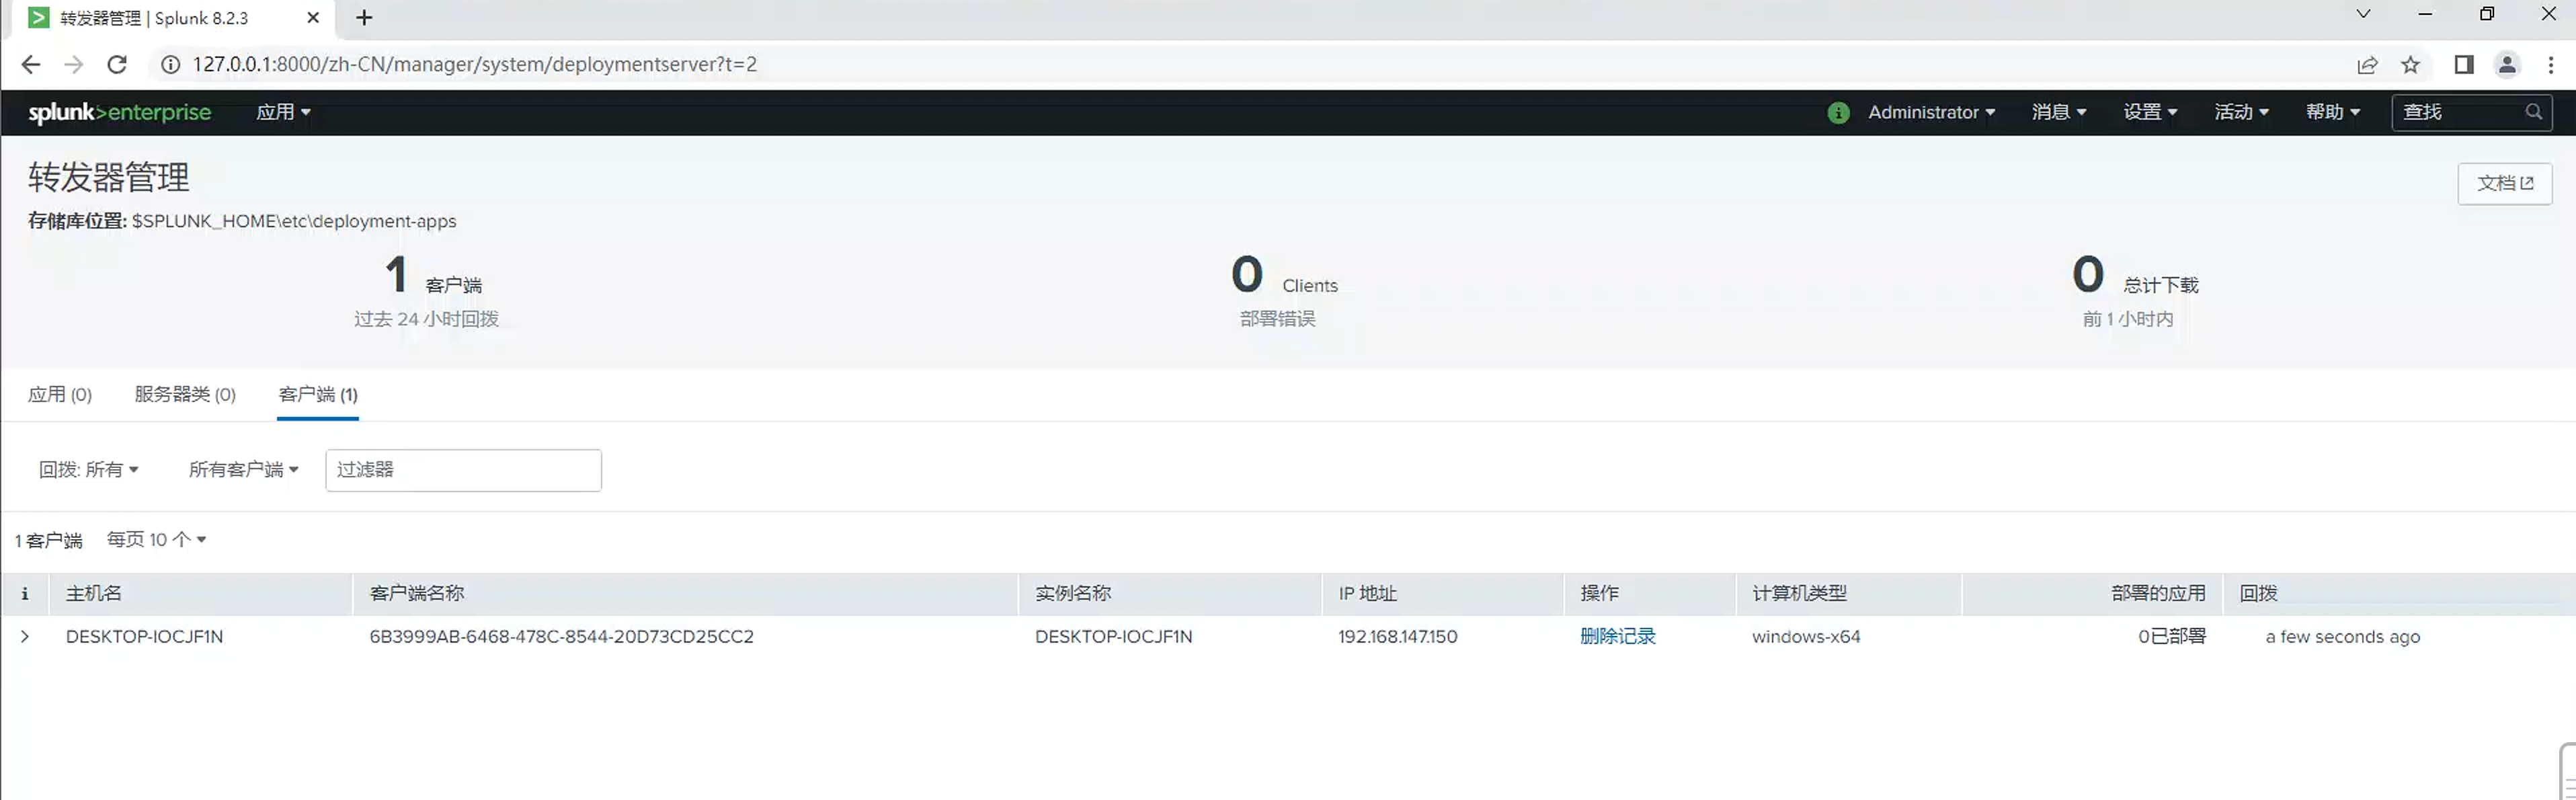 转发器管理 | Splunk 8.2.3
127.0.0.1:8000/zh-CN/manager/system/deploymentserver?t=2
splunk>enterprise 应用 Administrator 消息 设置 活动 帮助 查找
转发器管理
文档
存储库位置: $SPLUNK_HOME\etc\deployment-apps
1 客户端 0 Clients 0 总计下载
过去 24 小时回拨 部署错误 前 1 小时内
应用 (0) 服务器类 (0) 客户端 (1)
回拨: 所有 所有客户端 过滤器
1 客户端 每页 10 个
i 主机名 客户端名称 实例名称 IP 地址 操作 计算机类型 部署的应用 回拨
DESKTOP-IOCJF1N 6B3999AB-6468-478C-8544-20D73CD25CC2 DESKTOP-IOCJF1N 192.168.147.150 删除记录 windows-x64 0已部署 a few seconds ago